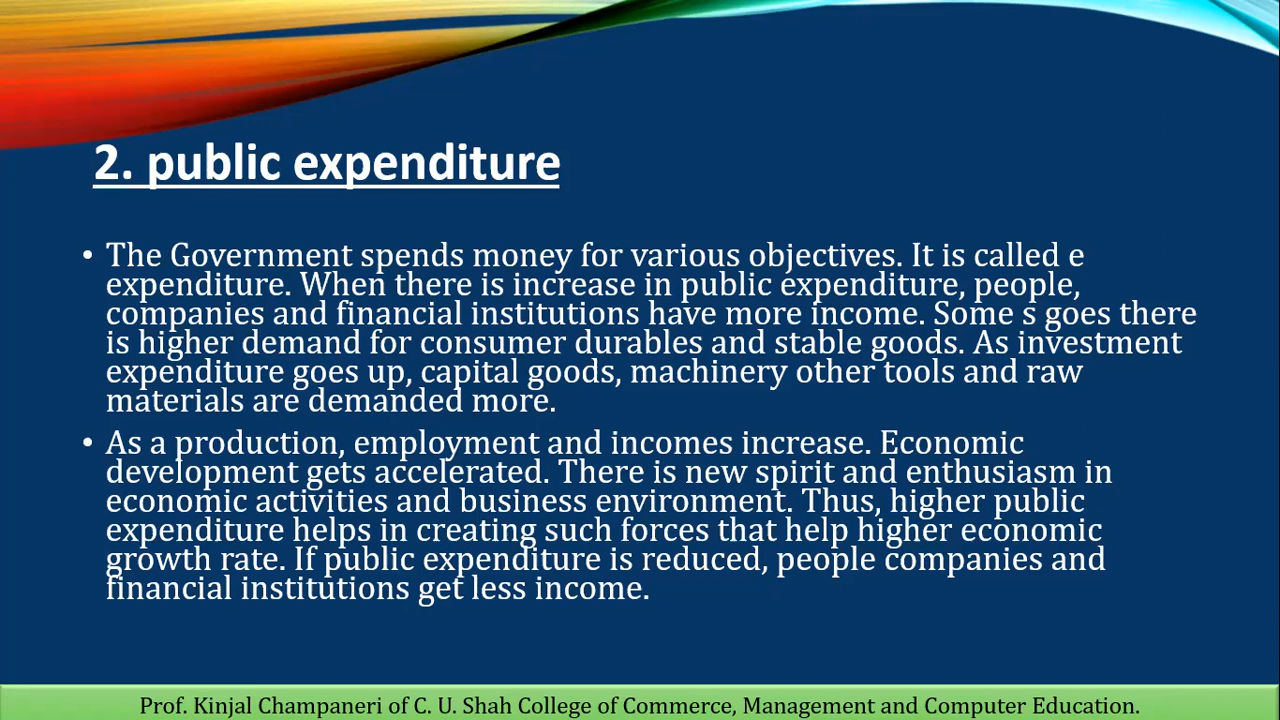 2. public expenditure
• The Government spends money for various objectives. It is called e
expenditure. When there is increase in public expenditure, people,
companies and financial institutions have more income. Some s goes there
is higher demand for consumer durables and stable goods. As investment
expenditure goes up, capital goods, machinery other tools and raw
materials are demanded more.
• As a production, employment and incomes increase. Economic
development gets accelerated. There is new spirit and enthusiasm in
economic activities and business environment. Thus, higher public
expenditure helps in creating such forces that help higher economic
growth rate. If public expenditure is reduced, people companies and
financial institutions get less income.
Prof. Kinjal Champaneri of C. U. Shah College of Commerce, Management and Computer Education.